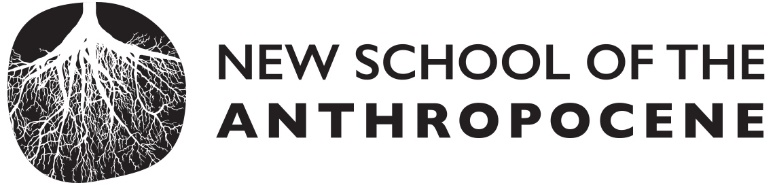 NEW SCHOOL OF THE
ANTHROPOCENE